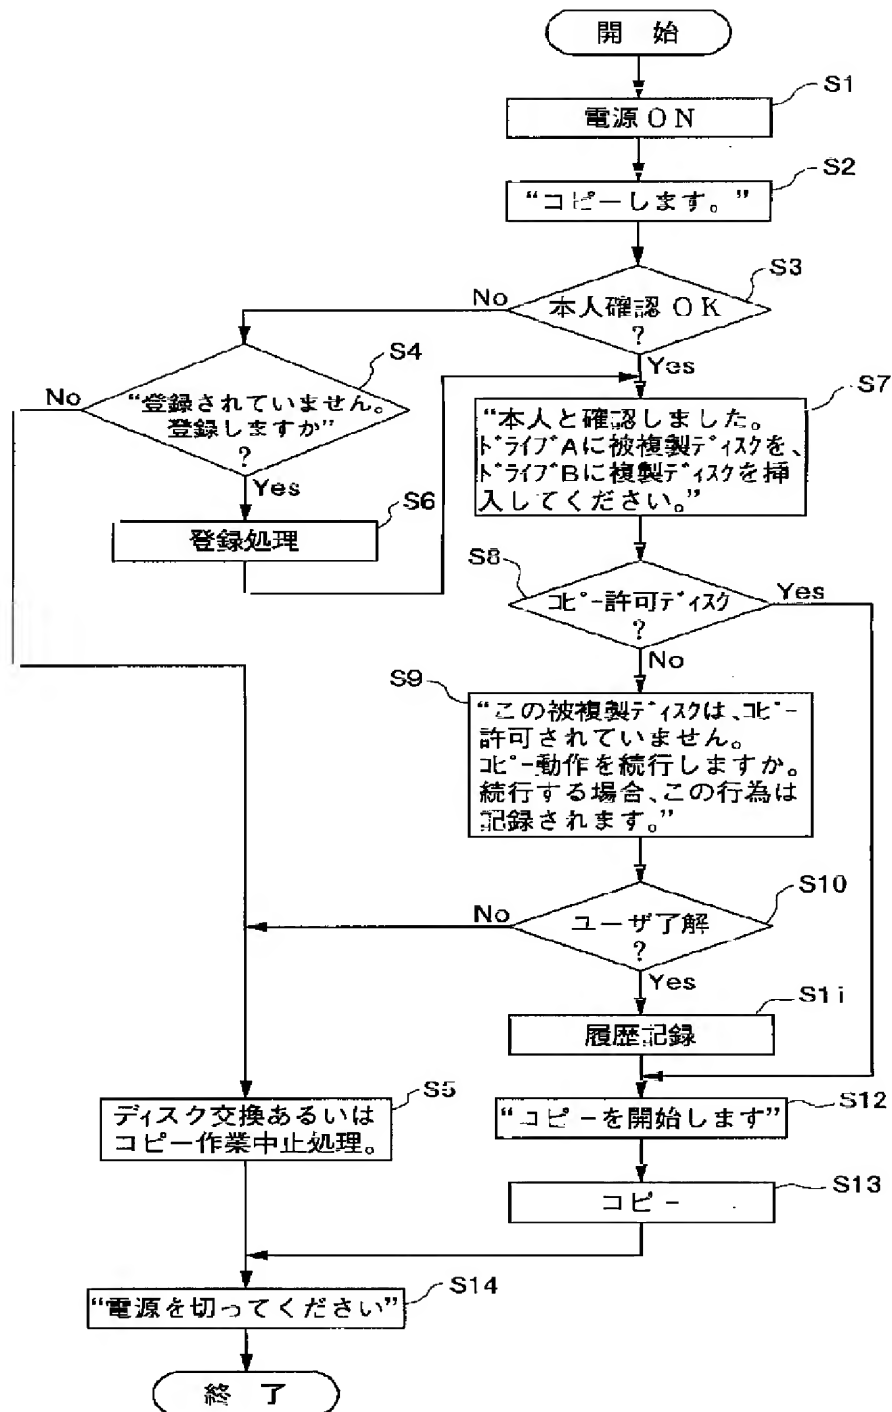 開 始
S1
電源ON
S2
“コピーします。”
S3
本人確認 OK
?
No
Yes
S4
“登録されていません。
登録しますか”
?
No
Yes
S6
登録処理
S7
“本人と確認しました。
ドライブAに被複製ディスクを、
ドライブBに複製ディスクを挿
入してください。”
S8
コピー許可ディスク
?
Yes
No
S9
“この被複製ディスクは、コピー
許可されていません。
コピー動作を続行しますか。
続行する場合、この行為は
記録されます。”
S10
ユーザ了解
?
No
Yes
S11
履歴記録
S5
ディスク交換あるいは
コピー作業中止処理。
S12
“コピーを開始します”
S13
コピー
S14
“電源を切ってください”
終 了